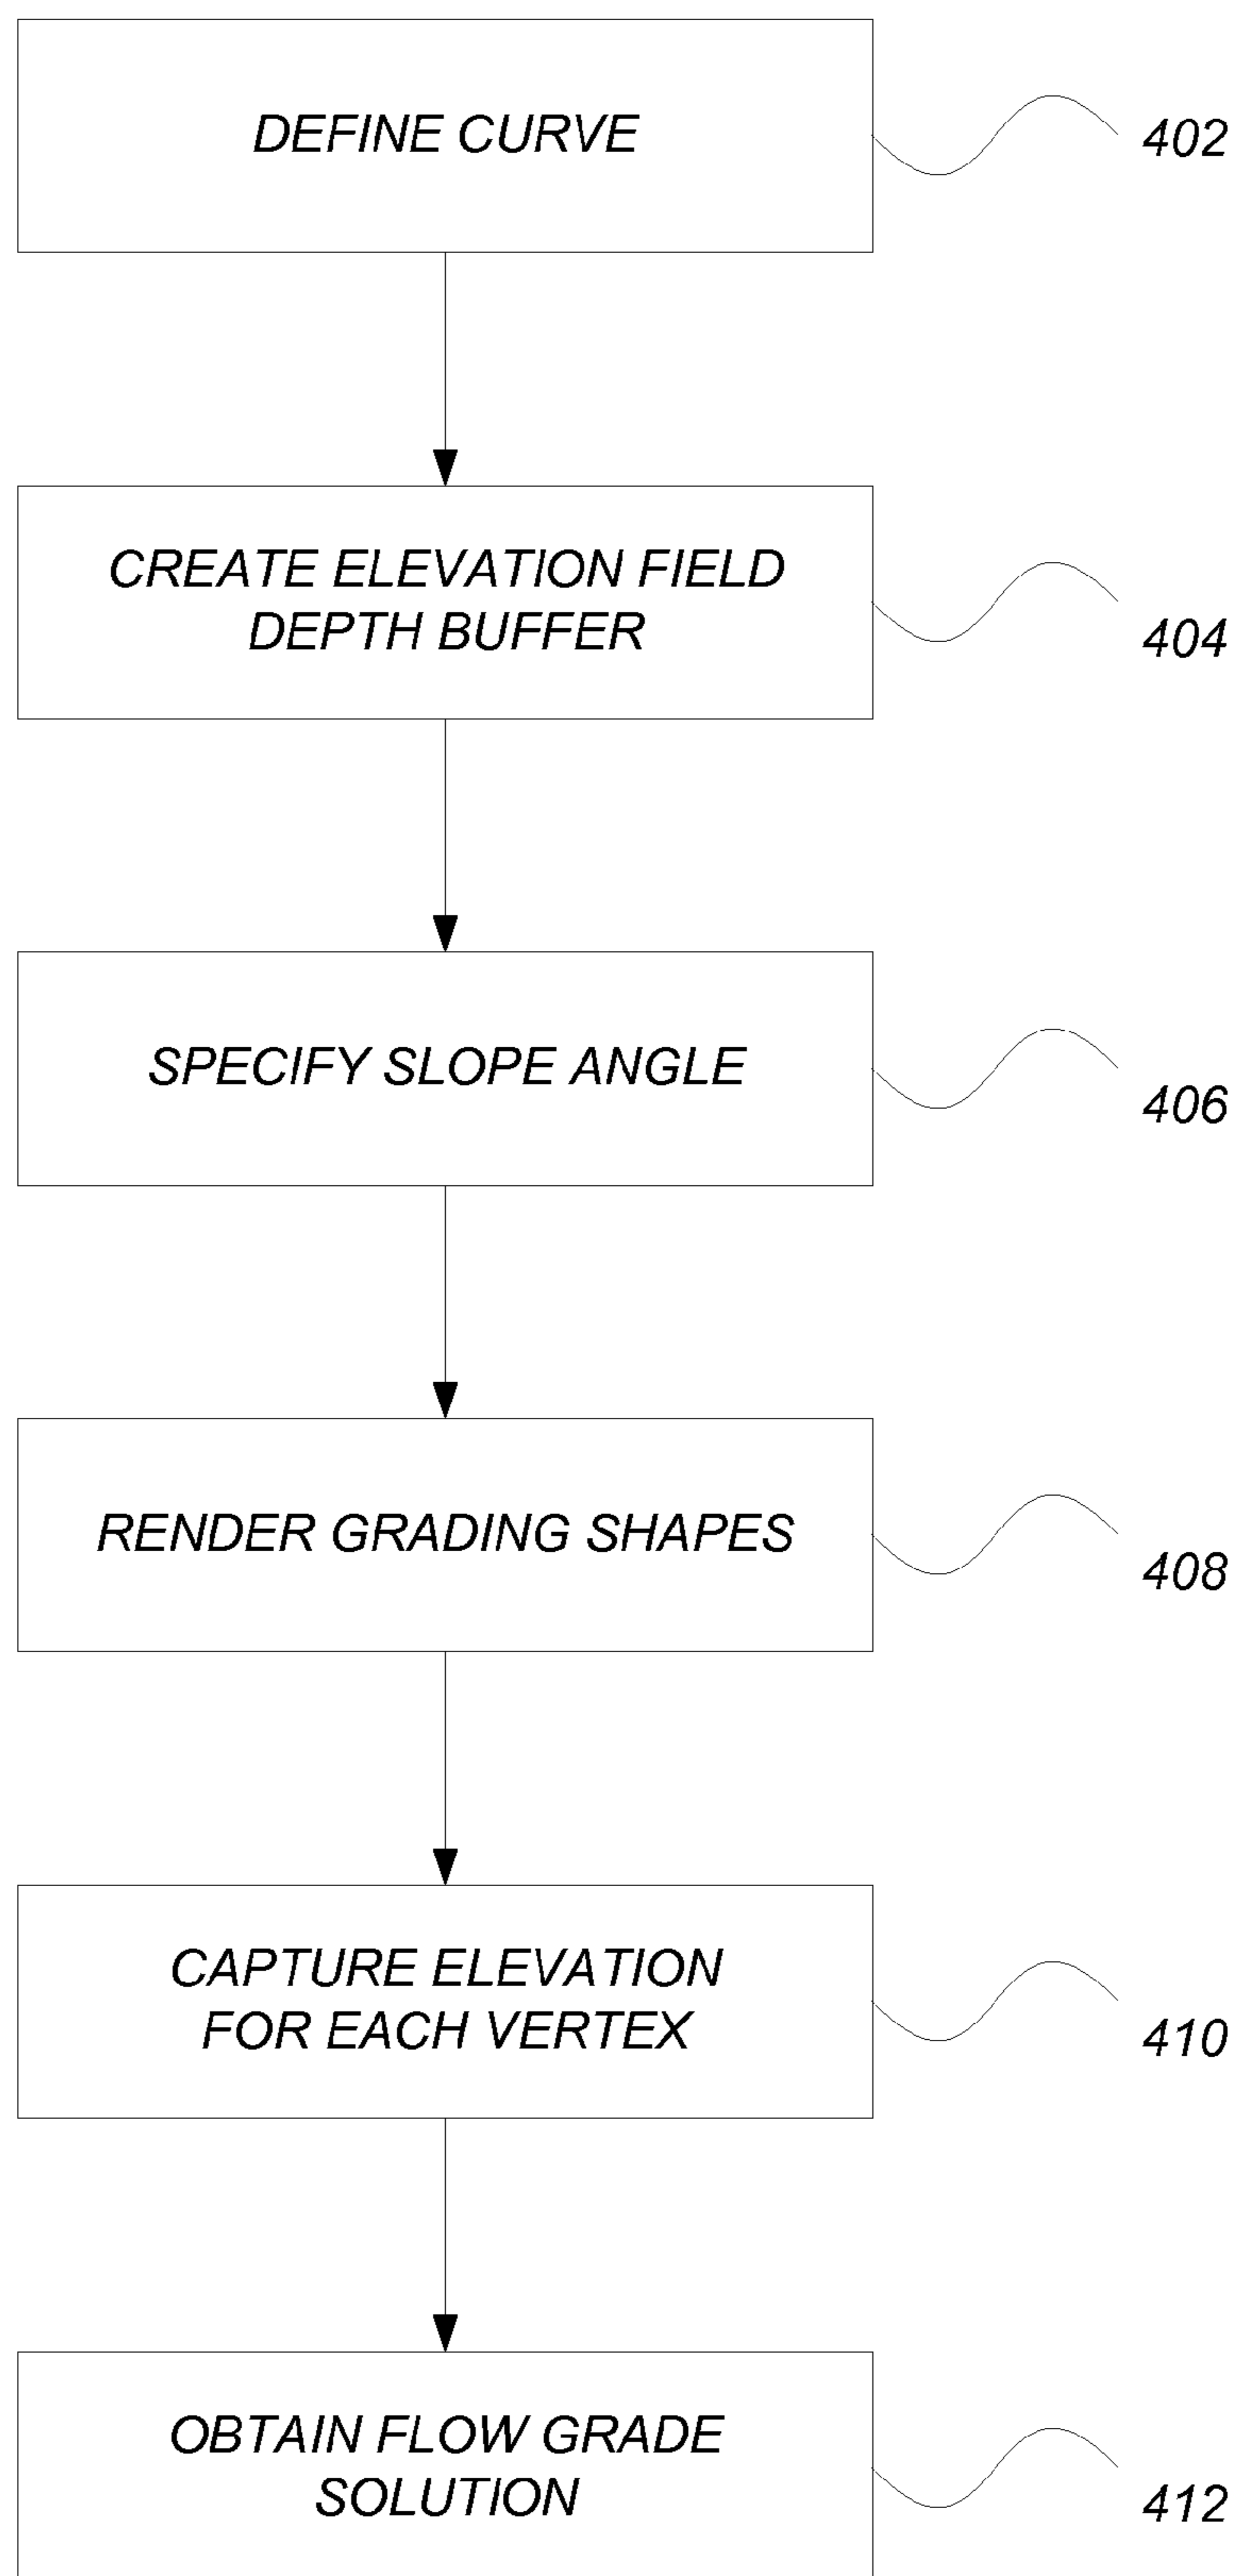 DEFINE CURVE
402
CREATE ELEVATION FIELD
DEPTH BUFFER
404
SPECIFY SLOPE ANGLE
406
RENDER GRADING SHAPES
408
CAPTURE ELEVATION
FOR EACH VERTEX
410
OBTAIN FLOW GRADE
SOLUTION
412